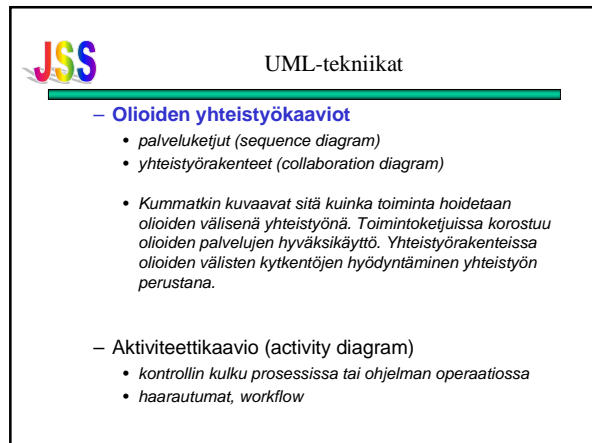 JSS
UML-tekniikat
– Olioiden yhteistyökaaviot
• palveluketjut (sequence diagram)
• yhteistyörakenteet (collaboration diagram)
• Kummatkin kuvaavat sitä kuinka toiminta hoidetaan
olioiden välisenä yhteistyönä. Toimintoketjuissa korostuu
olioiden palvelujen hyväksikäyttö. Yhteistyörakenteissa
olioiden välisten kytkentöjen hyödyntäminen yhteistyön
perustana.
– Aktiviteettikaavio (activity diagram)
• kontrollin kulku prosessissa tai ohjelman operaatiossa
• haarautumat, workflow